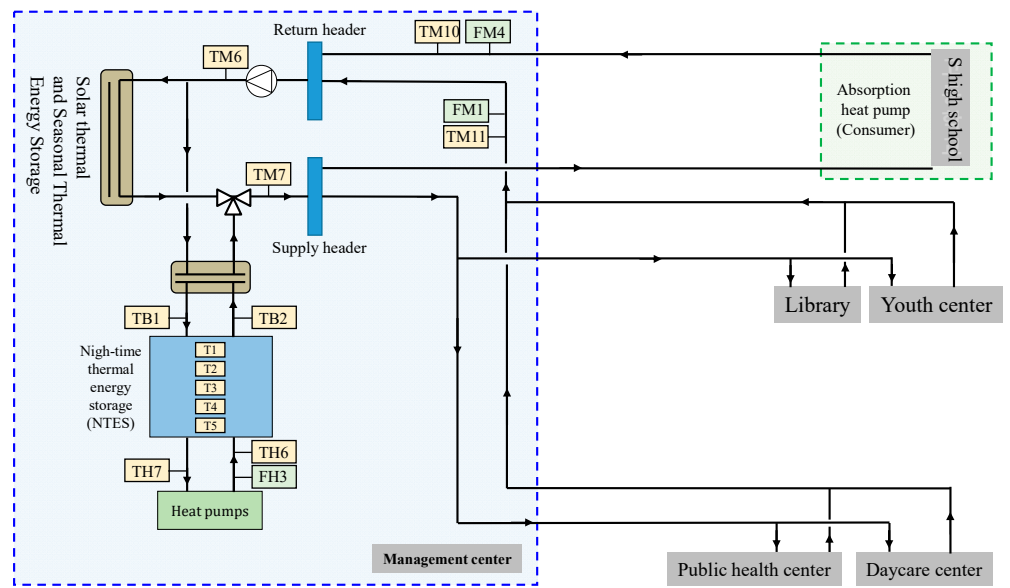 Return header
TM10
FM4
TM6
Solar thermal
and Seasonal Thermal
Energy Storage
FM1
TM11
Absorption
heat pump
(Consumer)
S high school
TM7
Supply header
Library
Youth center
TB1
TB2
Nigh-time
thermal
energy
storage
(NTES)
T1
T2
T3
T4
T5
TH7
TH6
FH3
Heat pumps
Management center
Public health center
Daycare center